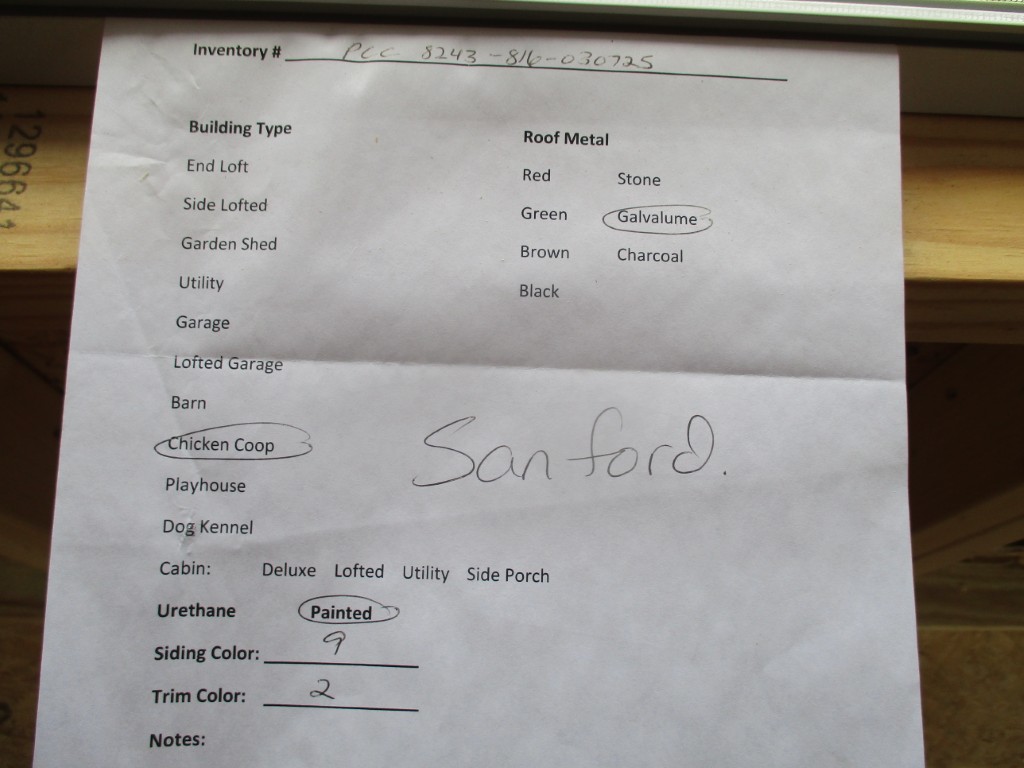 Inventory # PCC 8243-816-030725
Building Type
End Loft
Side Lofted
Garden Shed
Utility
Garage
Lofted Garage
Barn
Chicken Coop
Playhouse
Dog Kennel
Cabin: Deluxe Lofted Utility Side Porch
Roof Metal
Red Stone
Green Galvalume
Brown Charcoal
Black
Sanford.
Urethane Painted
Siding Color: 9
Trim Color: 2
Notes:
1296641